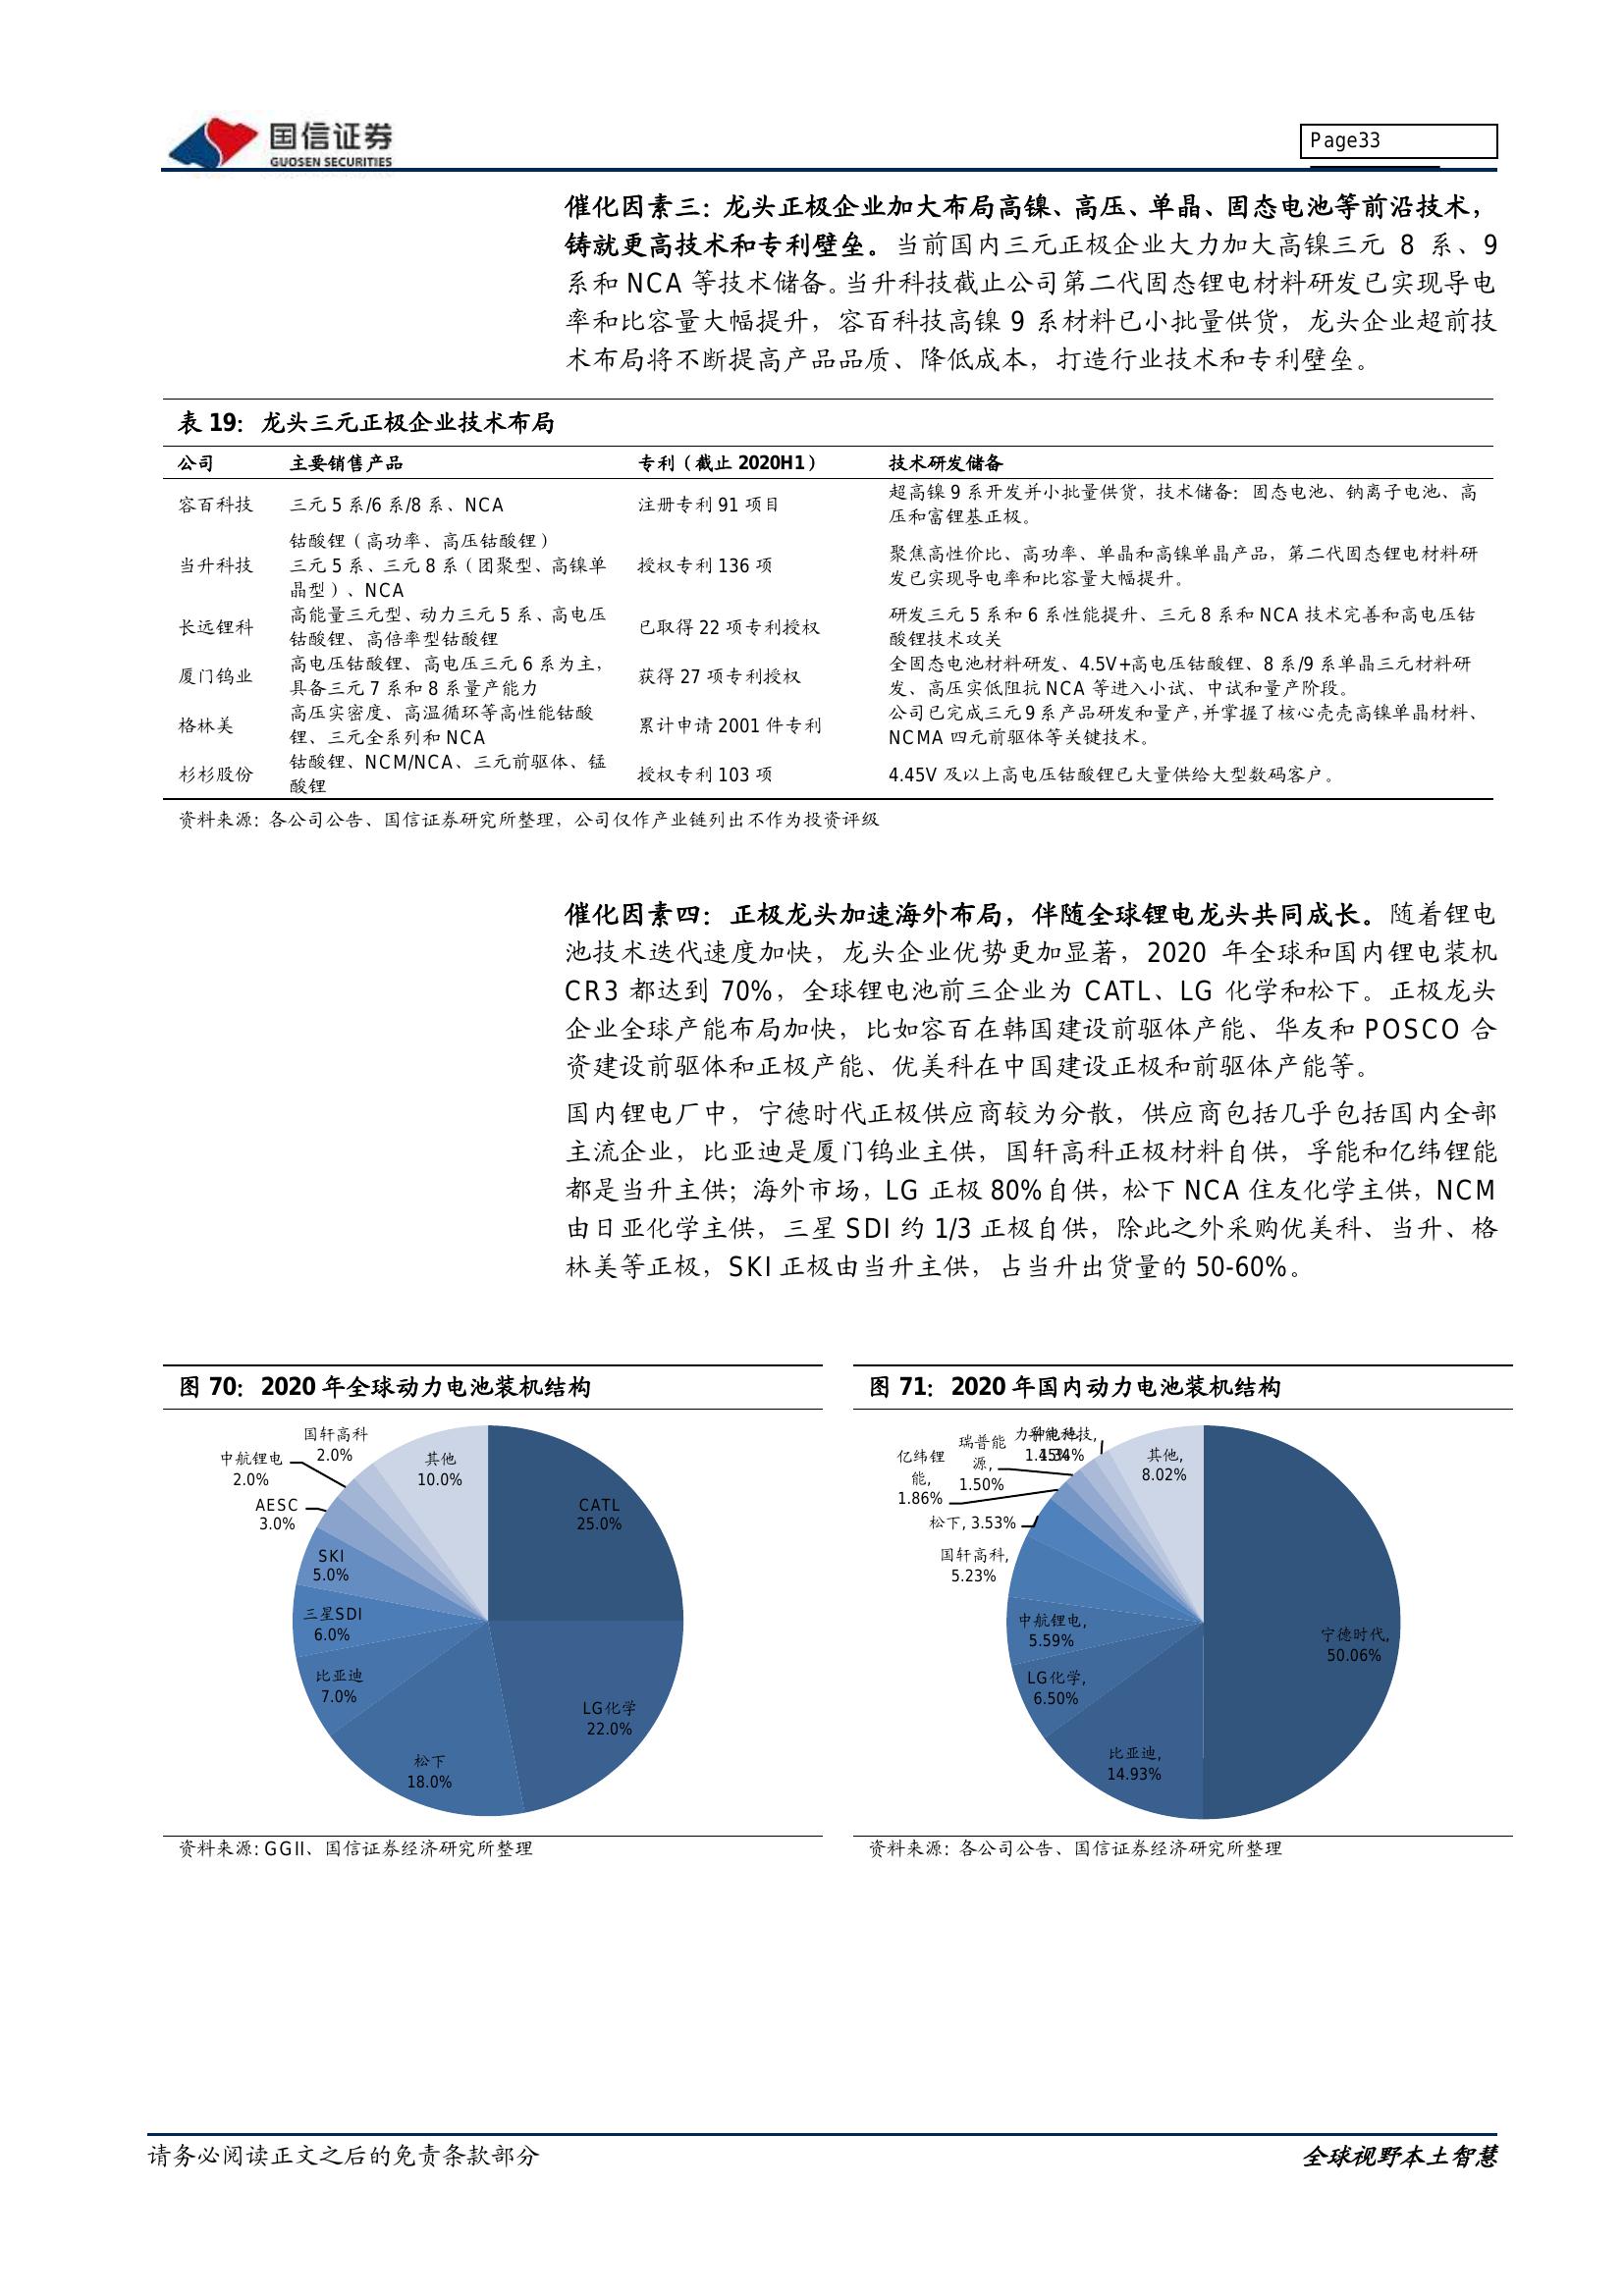 国信证券
GUOSEN SECURITIES
Page33
催化因素三：龙头正极企业加大布局高镍、高压、单晶、固态电池等前沿技术，
铸就更高技术和专利壁垒。当前国内三元正极企业大力加大高镍三元 8 系、9
系和 NCA 等技术储备。当升科技截止公司第二代固态锂电材料研发已实现导电
率和比容量大幅提升，容百科技高镍 9 系材料已小批量供货，龙头企业超前技
术布局将不断提高产品品质、降低成本，打造行业技术和专利壁垒。
表 19：龙头三元正极企业技术布局
公司 主要销售产品 专利（截止 2020H1） 技术研发储备
容百科技 三元 5 系/6 系/8 系、NCA 注册专利 91 项目 超高镍 9 系开发并小批量供货，技术储备：固态电池、钠离子电池、高
压和富锂基正极。
钴酸锂（高功率、高压钴酸锂）
当升科技 三元 5 系、三元 8 系（团聚型、高镍单 授权专利 136 项 聚焦高性价比、高功率、单晶和高镍单晶产品，第二代固态锂电材料研
晶型）、NCA 发已实现导电率和比容量大幅提升。
长远锂科 高能量三元型、动力三元 5 系、高电压 已取得 22 项专利授权 研发三元 5 系和 6 系性能提升、三元 8 系和 NCA 技术完善和高电压钴
钴酸锂、高倍率型钴酸锂 酸锂技术攻关
厦门钨业 高电压钴酸锂、高电压三元 6 系为主， 获得 27 项专利授权 全固态电池材料研发、4.5V+高电压钴酸锂、8 系/9 系单晶三元材料研
具备三元 7 系和 8 系量产能力 发、高压实低阻抗 NCA 等进入小试、中试和量产阶段。
格林美 高压实密度、高温循环等高性能钴酸 累计申请 2001 件专利 公司已完成三元 9 系产品研发和量产，并掌握了核心壳壳高镍单晶材料、
锂、三元全系列和 NCA NCMA 四元前驱体等关键技术。
杉杉股份 钴酸锂、NCM/NCA、三元前驱体、锰 授权专利 103 项 4.45V 及以上高电压钴酸锂已大量供给大型数码客户。
酸锂
资料来源：各公司公告、国信证券研究所整理，公司仅作产业链列出不作为投资评级
催化因素四：正极龙头加速海外布局，伴随全球锂电龙头共同成长。随着锂电
池技术迭代速度加快，龙头企业优势更加显著，2020 年全球和国内锂电装机
CR3 都达到 70%，全球锂电池前三企业为 CATL、LG 化学和松下。正极龙头
企业全球产能布局加快，比如容百在韩国建设前驱体产能、华友和 POSCO 合
资建设前驱体和正极产能、优美科在中国建设正极和前驱体产能等。
国内锂电厂中，宁德时代正极供应商较为分散，供应商包括几乎包括国内全部
主流企业，比亚迪是厦门钨业主供，国轩高科正极材料自供，孚能和亿纬锂能
都是当升主供；海外市场，LG 正极 80%自供，松下 NCA 住友化学主供，NCM
由日亚化学主供，三星 SDI 约 1/3 正极自供，除此之外采购优美科、当升、格
林美等正极，SKI 正极由当升主供，占当升出货量的 50-60%。
图 70：2020 年全球动力电池装机结构
CATL
25.0%
LG化学
22.0%
松下
18.0%
比亚迪
7.0%
三星SDI
6.0%
SKI
5.0%
AESC
3.0%
中航锂电
2.0%
国轩高科
2.0%
其他
10.0%
资料来源：GGII、国信证券经济研究所整理
图 71：2020 年国内动力电池装机结构
宁德时代,
50.06%
比亚迪,
14.93%
LG化学,
6.50%
中航锂电,
5.59%
国轩高科,
5.23%
松下, 3.53%
亿纬锂
能,
1.86%
瑞普能
源,
1.50%
其他,
8.02%
资料来源：各公司公告、国信证券经济研究所整理
请务必阅读正文之后的免责条款部分
全球视野本土智慧